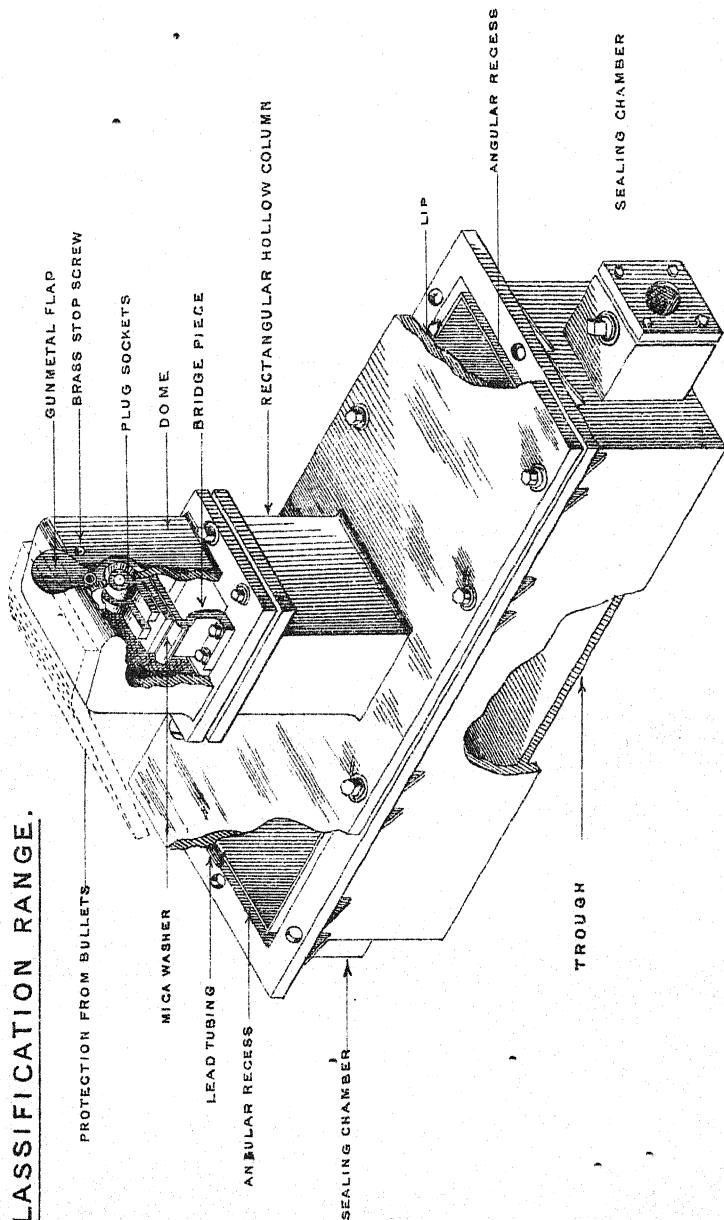 LASSIFICATION RANGE.
PROTECTION FROM BULLETS
MICA WASHER
LEAD TUBING
ANGULAR RECESS
SEALING CHAMBER
GUNMETAL FLAP
BRASS STOP SCREW
PLUG SOCKETS
DOME
BRIDGE PIECE
RECTANGULAR HOLLOW COLUMN
LIP
ANGULAR RECESS
SEALING CHAMBER
TROUGH